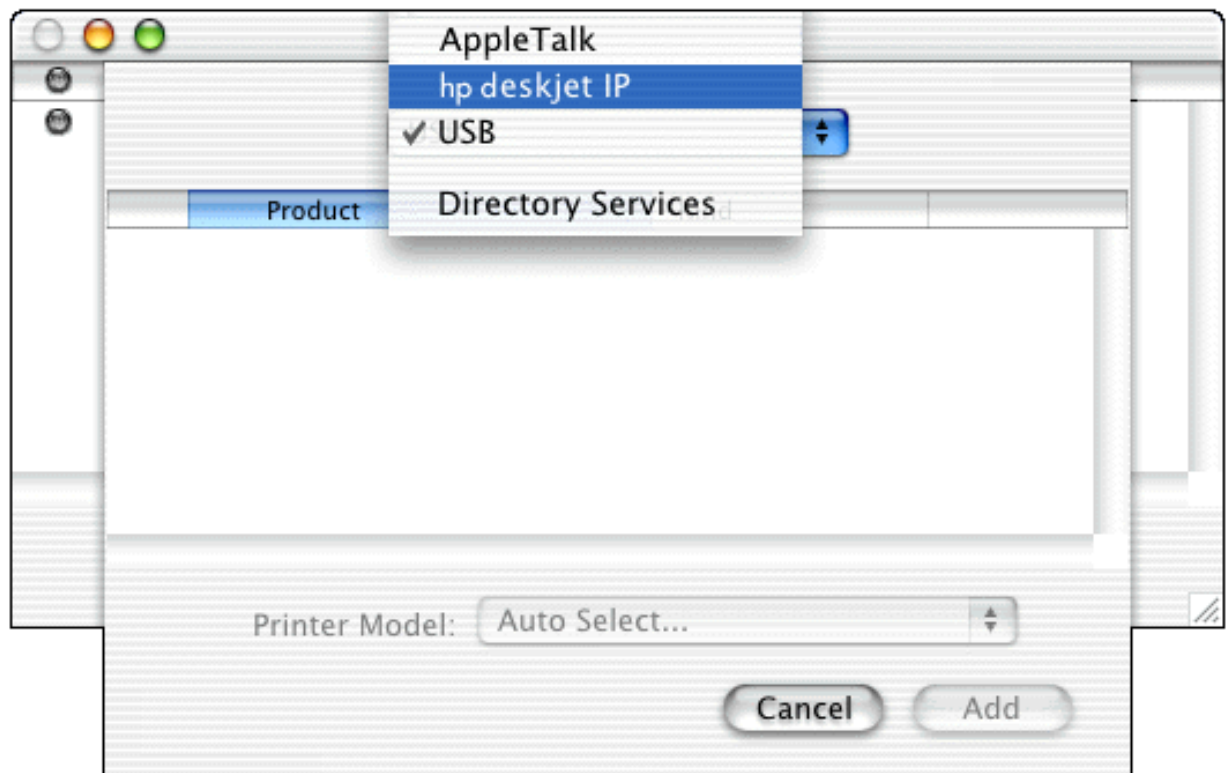 AppleTalk
hp deskjet IP
USB
Product
Directory Services
Printer Model: Auto Select...
Cancel Add